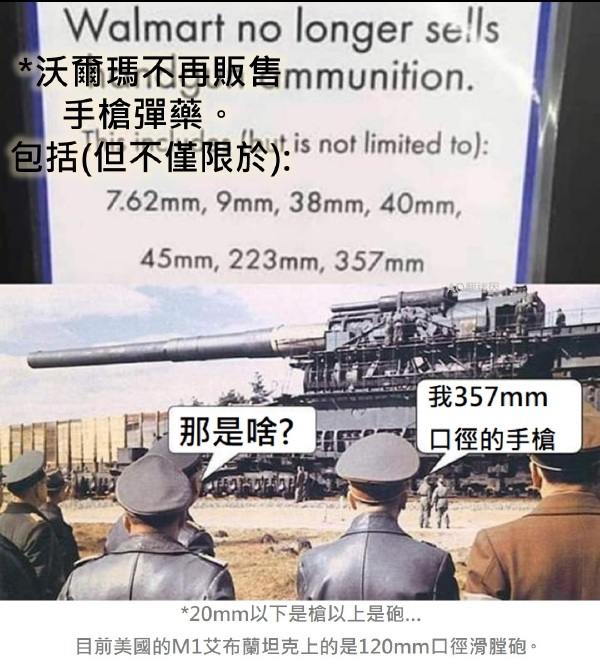 Walmart no longer sells
ammunition.
*沃爾瑪不再販售
手槍彈藥。
This includes (but is not limited to):
包括(但不僅限於):
7.62mm, 9mm, 38mm, 40mm,
45mm, 223mm, 357mm
我357mm
口徑的手槍
那是啥?
*20mm以下是槍以上是砲...
目前美國的M1艾布蘭坦克上的是120mm口徑滑膛砲。